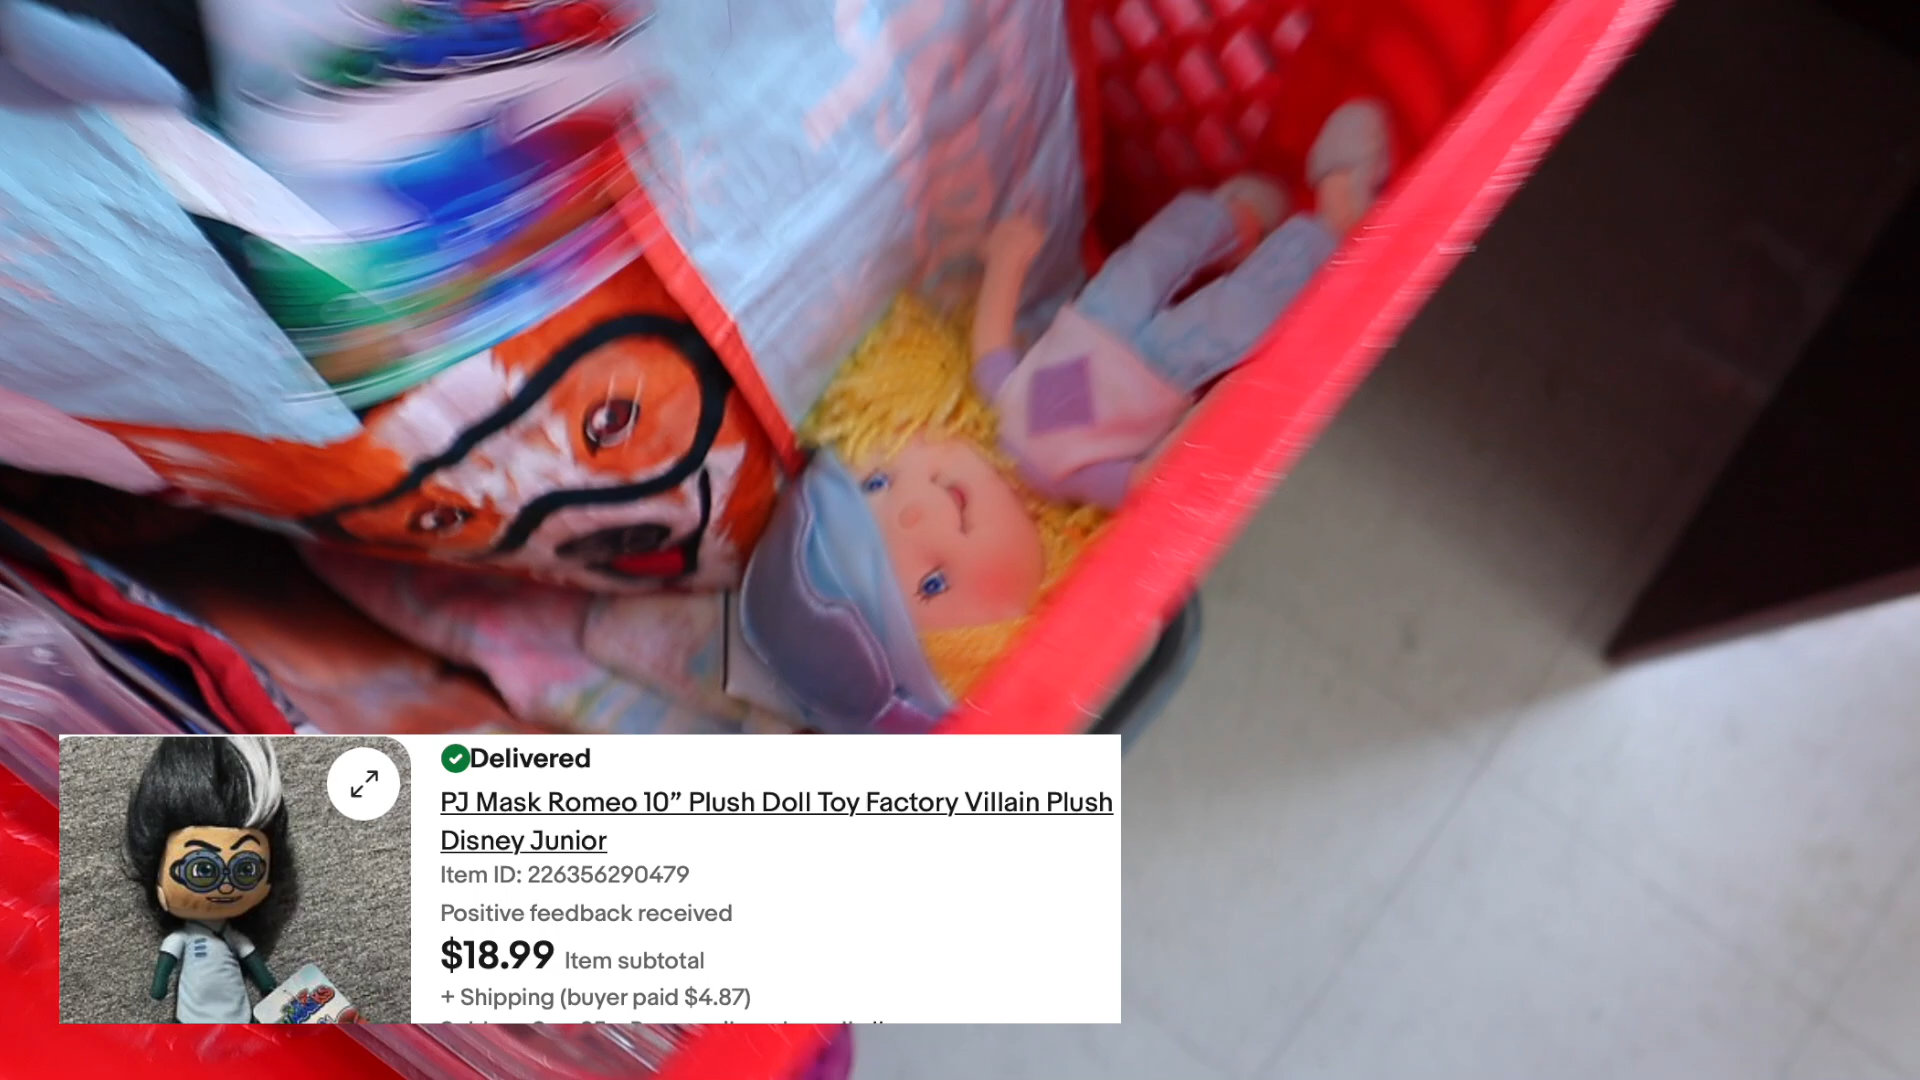 Delivered
PJ Mask Romeo 10” Plush Doll Toy Factory Villain Plush
Disney Junior
Item ID: 226356290479
Positive feedback received
$18.99 Item subtotal
+ Shipping (buyer paid $4.87)